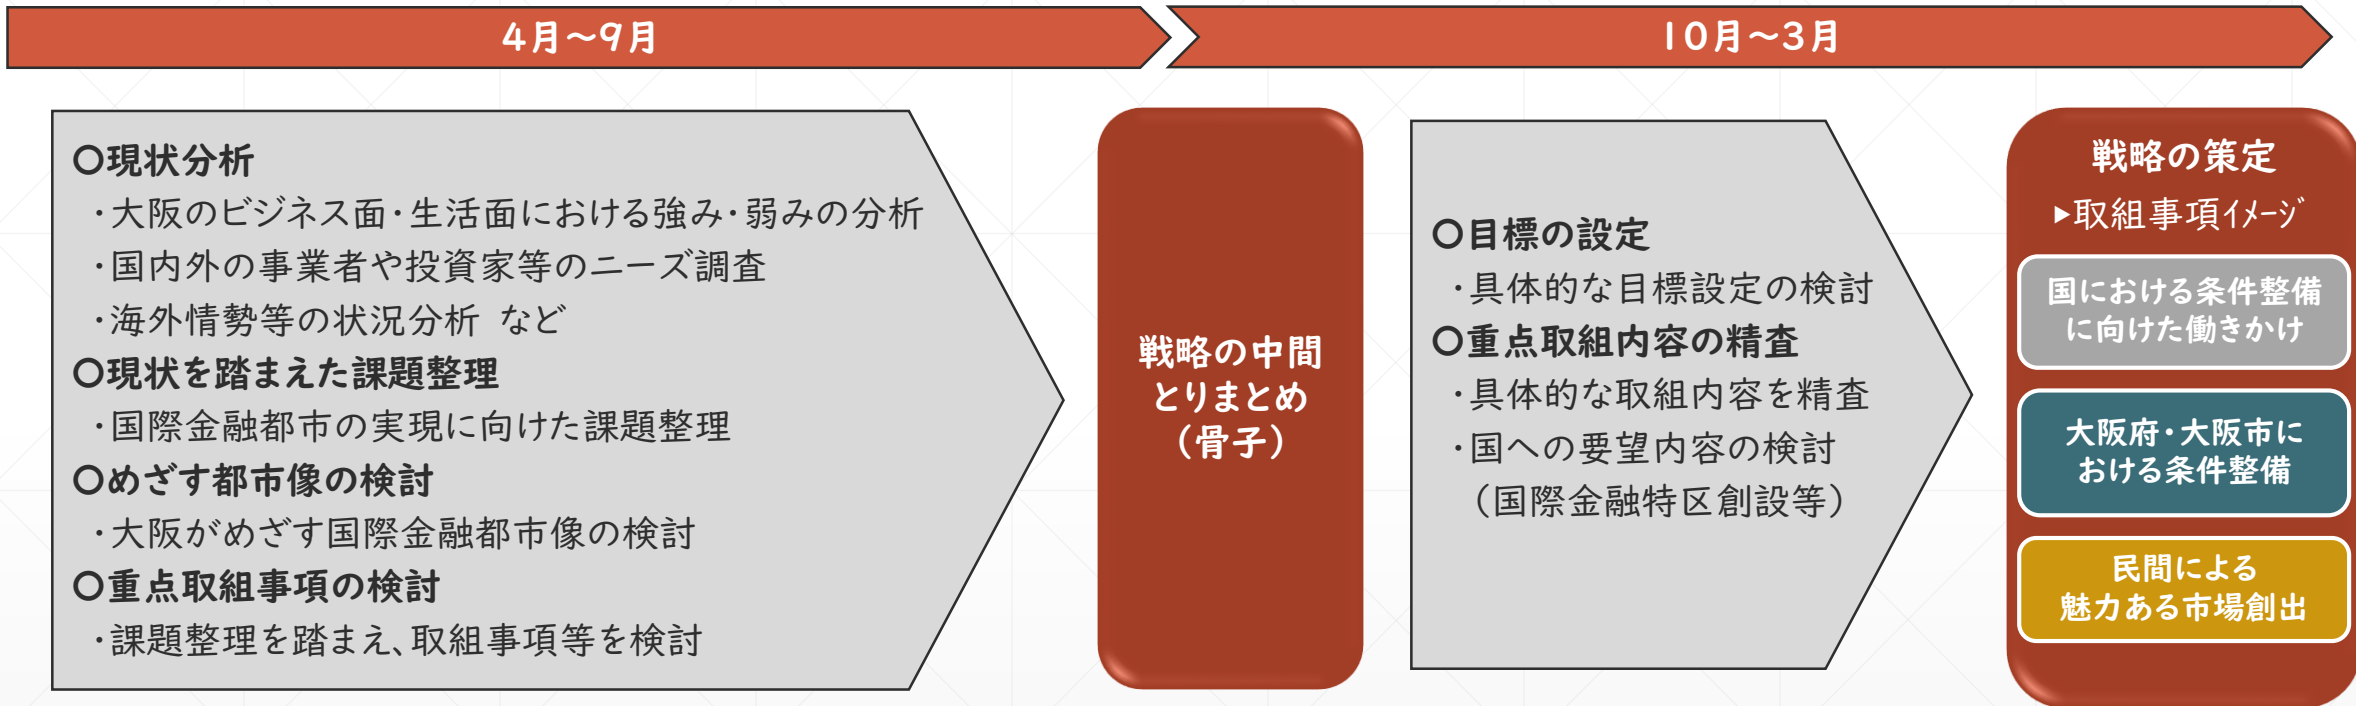 4月～9月
10月～3月
〇現状分析
・大阪のビジネス面・生活面における強み・弱みの分析
・国内外の事業者や投資家等のニーズ調査
・海外情勢等の状況分析 など
〇現状を踏まえた課題整理
・国際金融都市の実現に向けた課題整理
〇めざす都市像の検討
・大阪がめざす国際金融都市像の検討
〇重点取組事項の検討
・課題整理を踏まえ、取組事項等を検討
戦略の中間
とりまとめ
（骨子）
〇目標の設定
・具体的な目標設定の検討
〇重点取組内容の精査
・具体的な取組内容を精査
・国への要望内容の検討
（国際金融特区創設等）
戦略の策定
▶取組事項ｲﾒｰｼﾞ
国における条件整備
に向けた働きかけ
大阪府・大阪市に
おける条件整備
民間による
魅力ある市場創出